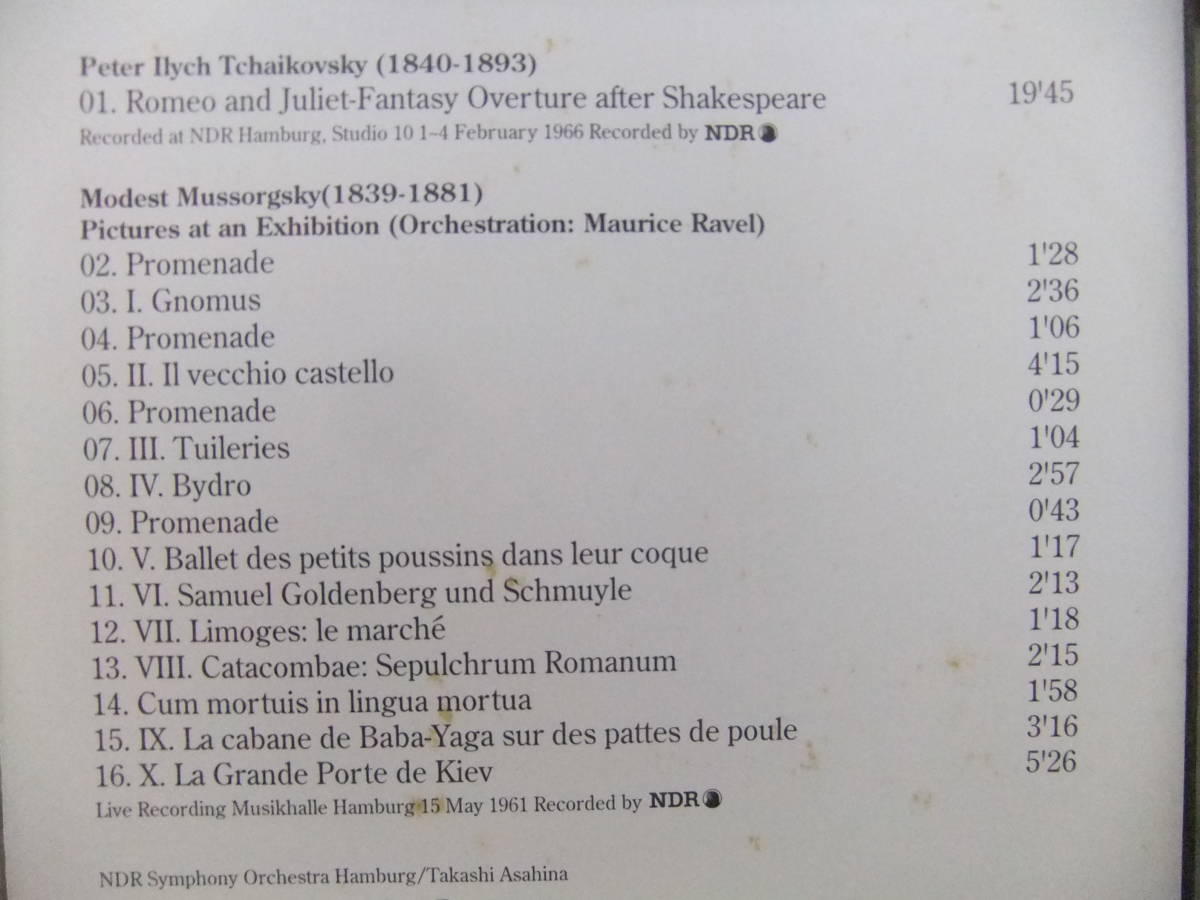 Peter Ilych Tchaikovsky (1840-1893)
01. Romeo and Juliet-Fantasy Overture after Shakespeare 19'45
Recorded at NDR Hamburg, Studio 10 1-4 February 1966 Recorded by NDR
Modest Mussorgsky(1839-1881)
Pictures at an Exhibition (Orchestration: Maurice Ravel)
02. Promenade 1'28
03. I. Gnomus 2'36
04. Promenade 1'06
05. II. Il vecchio castello 4'15
06. Promenade 0'29
07. III. Tuileries 1'04
08. IV. Bydro 2'57
09. Promenade 0'43
10. V. Ballet des petits poussins dans leur coque 1'17
11. VI. Samuel Goldenberg und Schmuyle 2'13
12. VII. Limoges: le marché 1'18
13. VIII. Catacombae: Sepulchrum Romanum 2'15
14. Cum mortuis in lingua mortua 1'58
15. IX. La cabane de Baba-Yaga sur des pattes de poule 3'16
16. X. La Grande Porte de Kiev 5'26
Live Recording Musikhalle Hamburg 15 May 1961 Recorded by NDR
NDR Symphony Orchestra Hamburg/Takashi Asahina